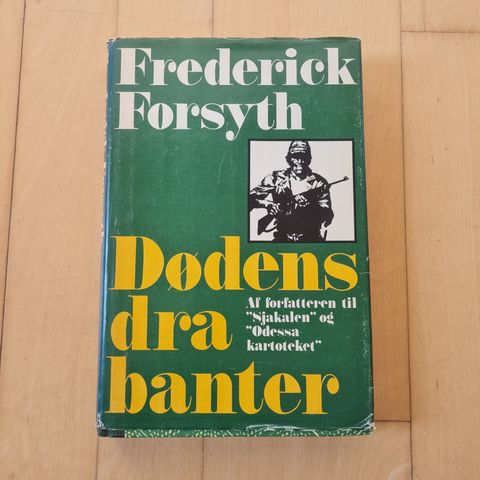 Frederick
Forsyth
Dødens
dra
banter
Af forfatteren til
"Sjakalen" og
"Odessa
kartoteket"